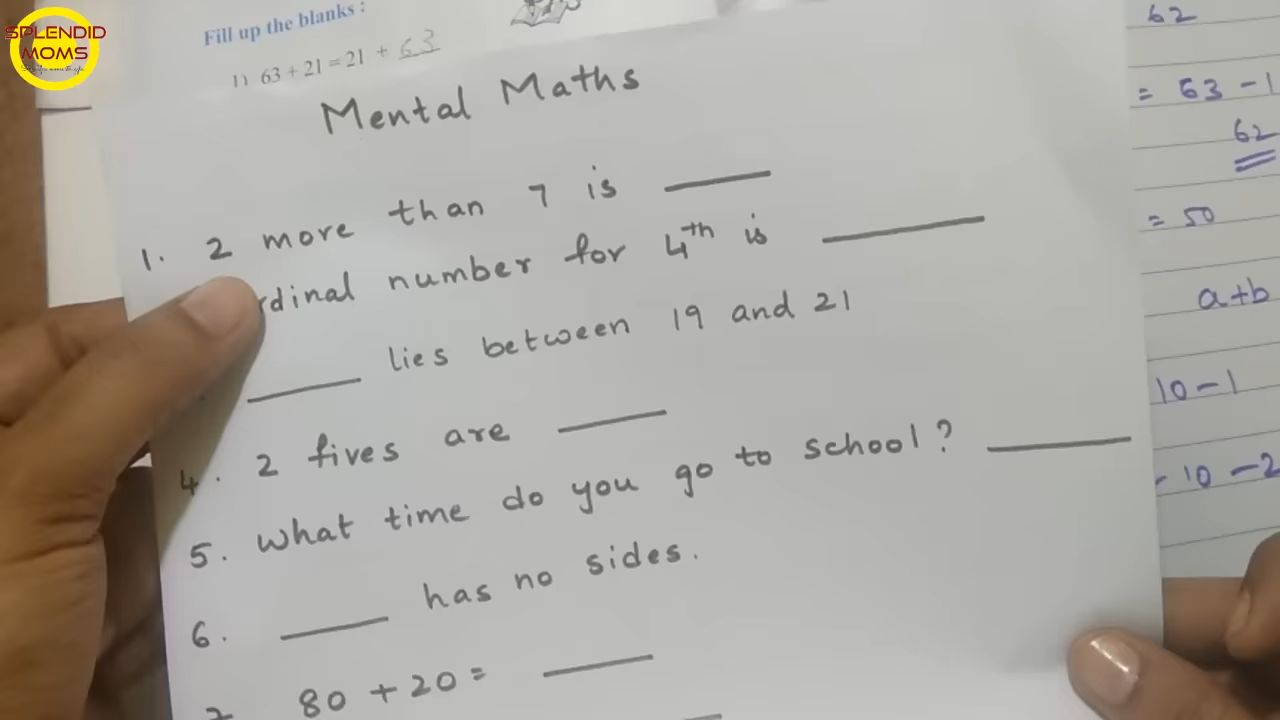 SPLENDID
MOMS
Fill up the blanks :
1) 63 + 21 = 21 + 63
Mental Maths
1. 2 more than 7 is ____
rdinal number for 4th is ____
____ lies between 19 and 21
4. 2 fives are ____
5. What time do you go to school? ____
6. ____ has no sides.
80 + 20 = ____
62
= 63 - 1
62
= 50
a+b
10 - 1
- 10 - 2